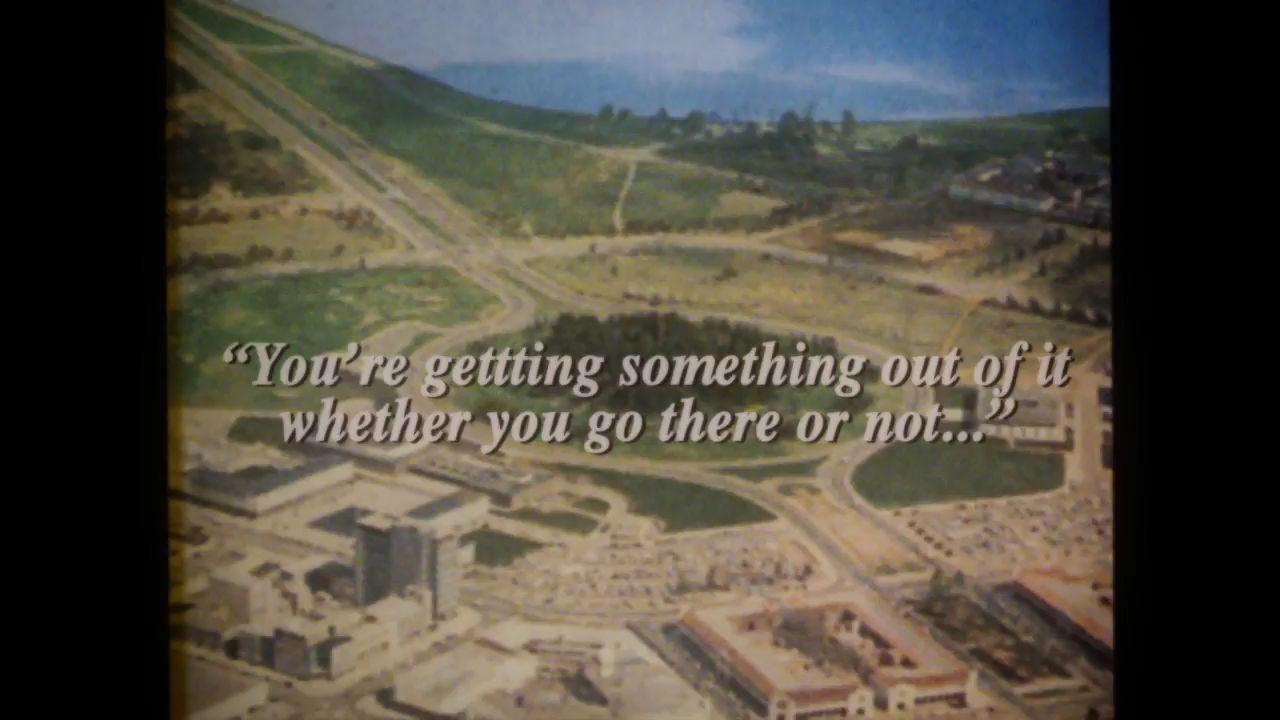 “You’re gettting something out of it
whether you go there or not...”